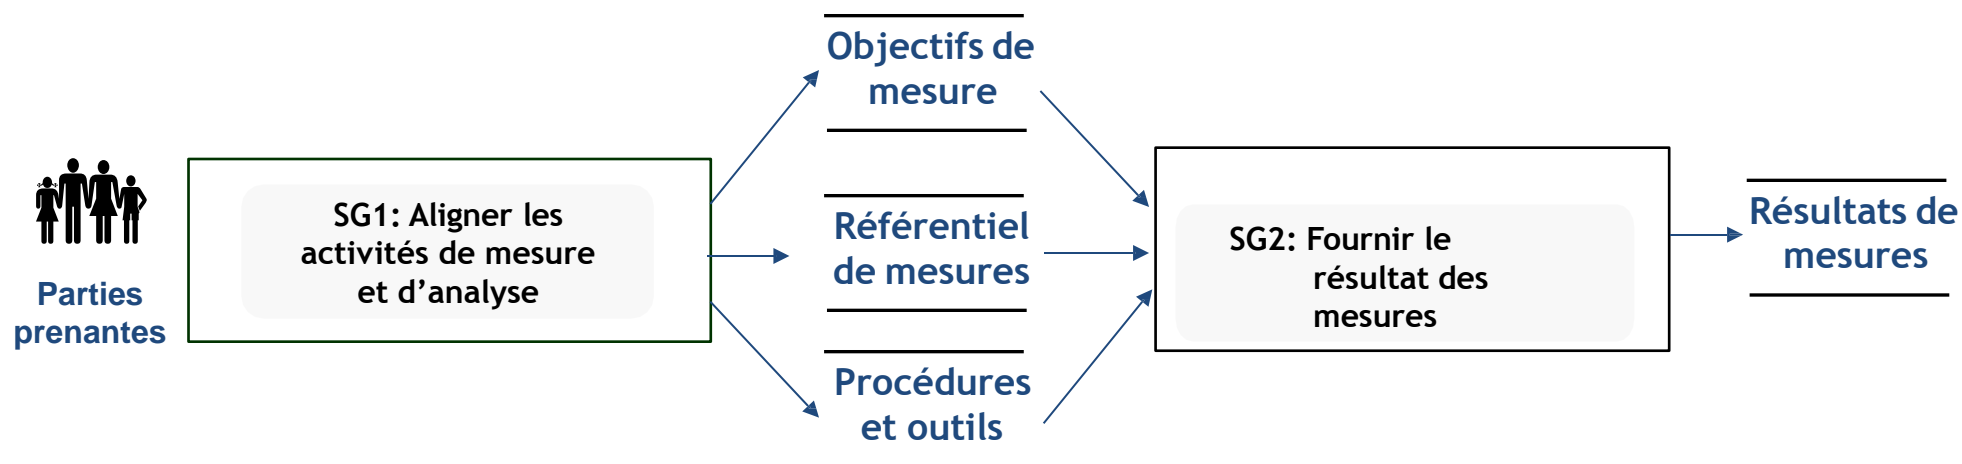 Parties
prenantes
SG1: Aligner les
activités de mesure
et d’analyse
Objectifs de
mesure
Référentiel
de mesures
Procédures
et outils
SG2: Fournir le
résultat des
mesures
Résultats de
mesures